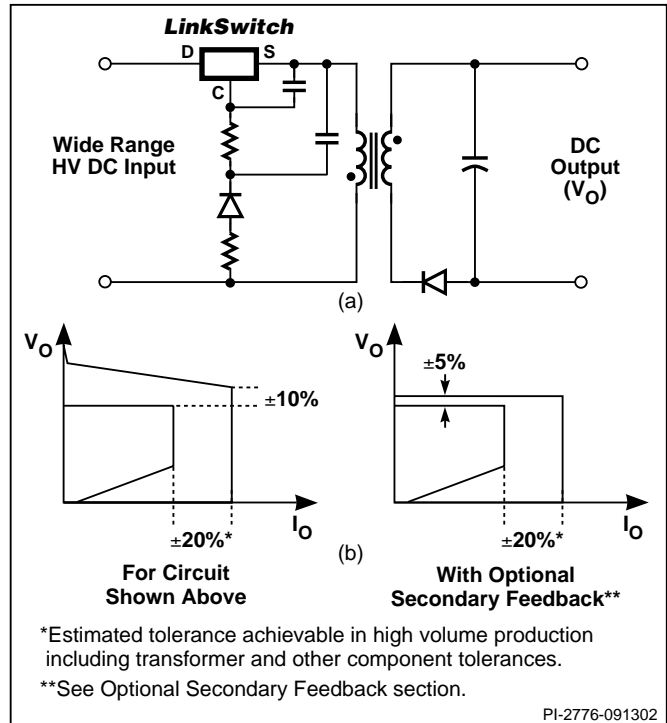 LinkSwitch
D S
C
Wide Range
HV DC Input
DC
Output
(VO)
(a)
VO
±10%
IO
±20%*
For Circuit
Shown Above
(b)
VO
±5%
IO
±20%*
With Optional
Secondary Feedback**
*Estimated tolerance achievable in high volume production
including transformer and other component tolerances.
**See Optional Secondary Feedback section.
PI-2776-091302